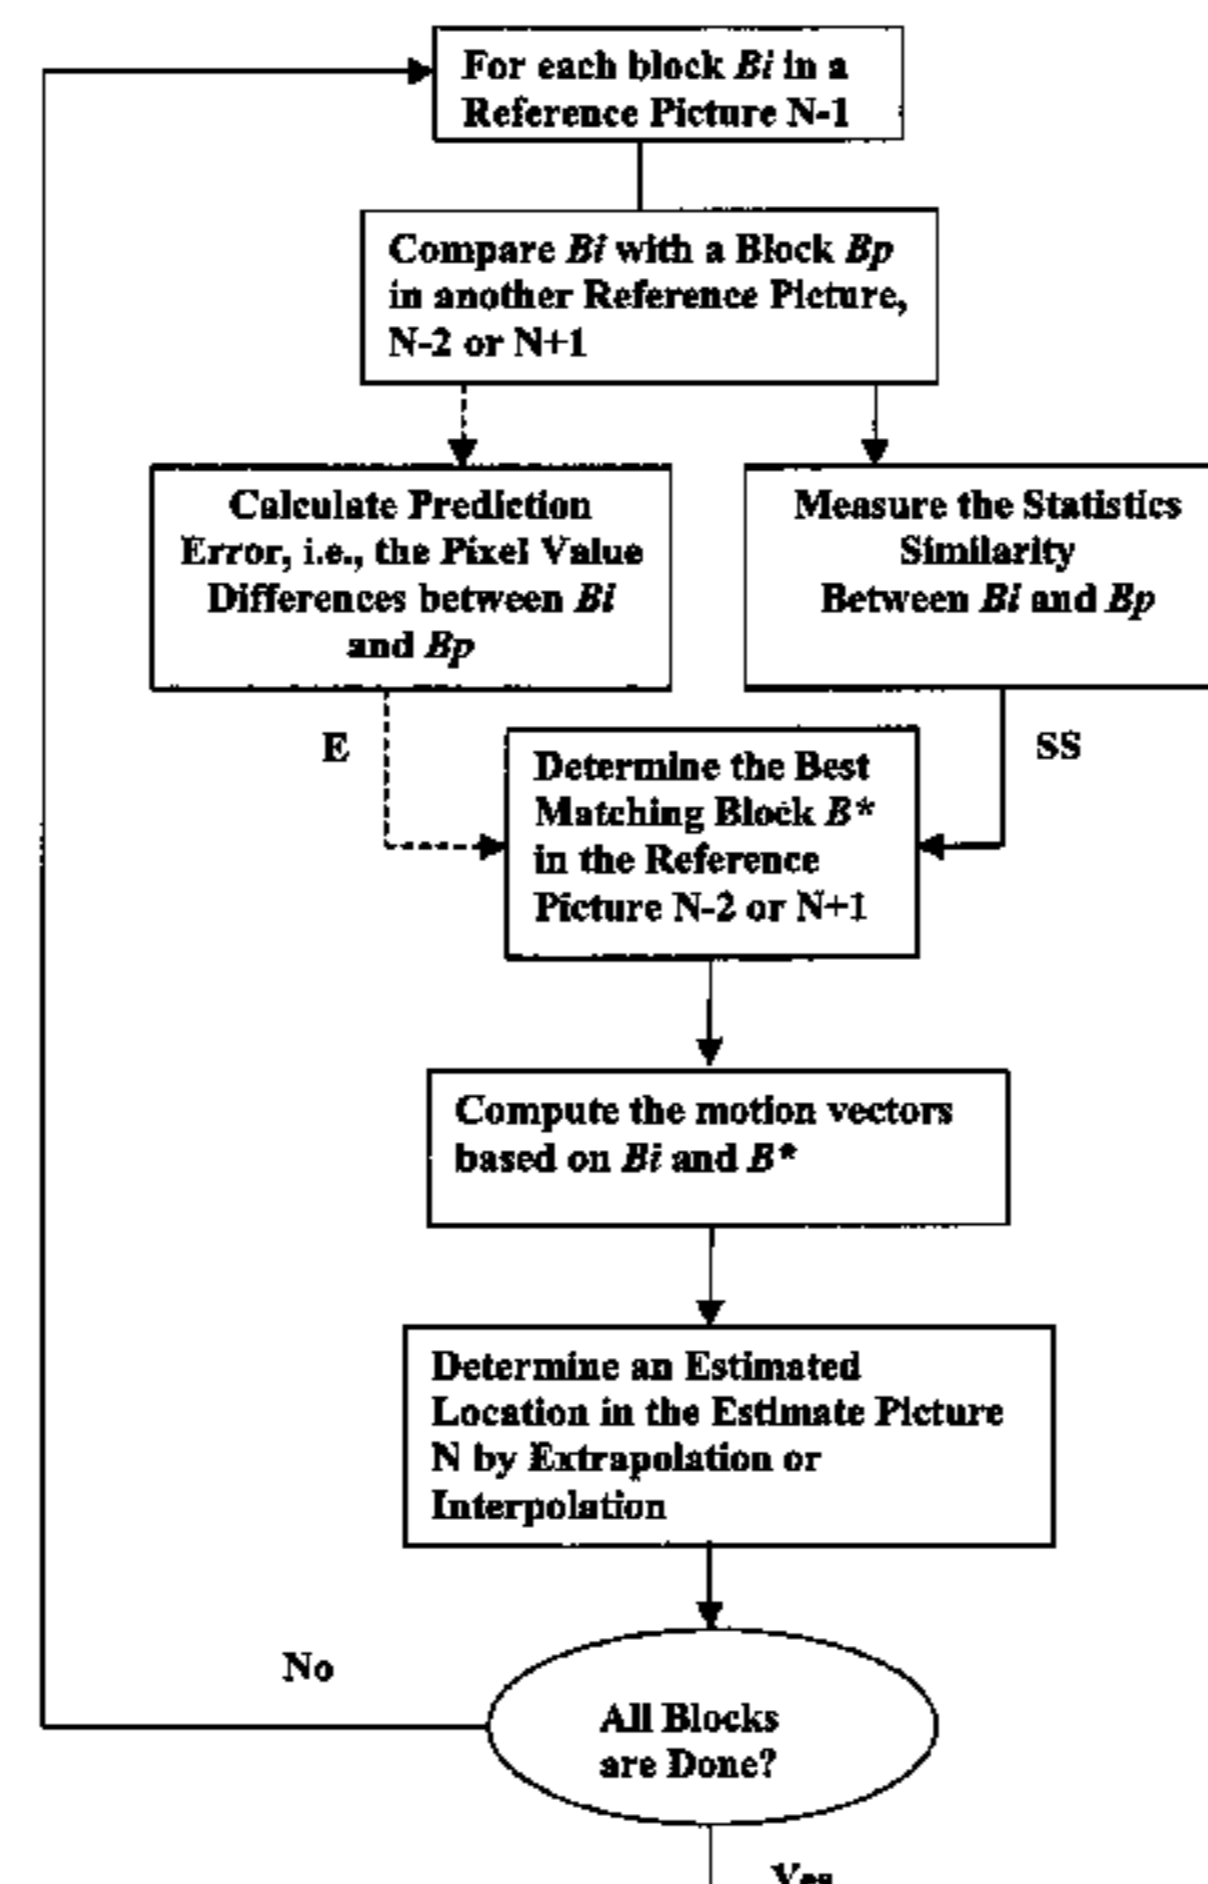 For each block Bi in a
Reference Picture N-1
Compare Bi with a Block Bp
in another Reference Picture,
N-2 or N+1
Calculate Prediction
Error, i.e., the Pixel Value
Differences between Bi
and Bp
Measure the Statistics
Similarity
Between Bi and Bp
E
SS
Determine the Best
Matching Block B*
in the Reference
Picture N-2 or N+1
Compute the motion vectors
based on Bi and B*
Determine an Estimated
Location in the Estimate Picture
N by Extrapolation or
Interpolation
No
All Blocks
are Done?
Yes